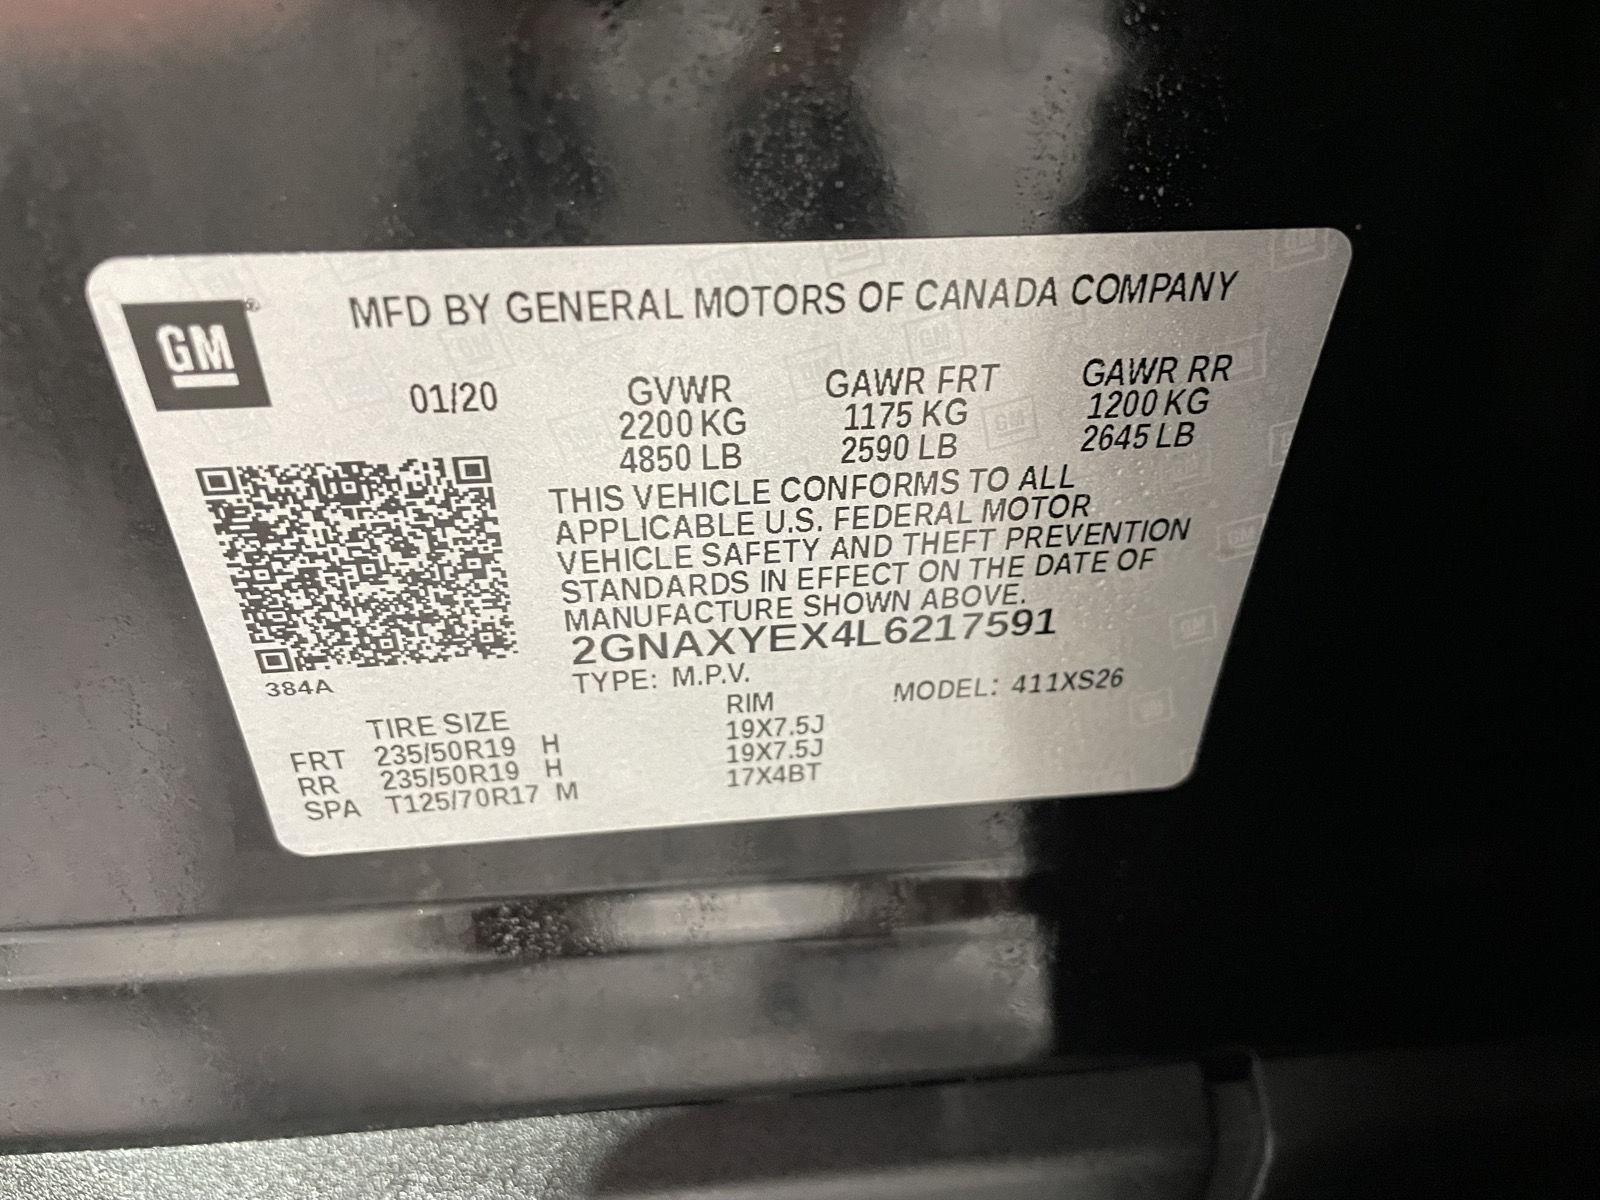 GM ®
MFD BY GENERAL MOTORS OF CANADA COMPANY
01/20
GVWR GAWR FRT GAWR RR
2200 KG 1175 KG 1200 KG
4850 LB 2590 LB 2645 LB
THIS VEHICLE CONFORMS TO ALL
APPLICABLE U.S. FEDERAL MOTOR
VEHICLE SAFETY AND THEFT PREVENTION
STANDARDS IN EFFECT ON THE DATE OF
MANUFACTURE SHOWN ABOVE.
2GNAXYEX4L6217591
384A
TYPE: M.P.V. MODEL: 411XS26
TIRE SIZE RIM
FRT 235/50R19 H 19X7.5J
RR 235/50R19 H 19X7.5J
SPA T125/70R17 M 17X4BT